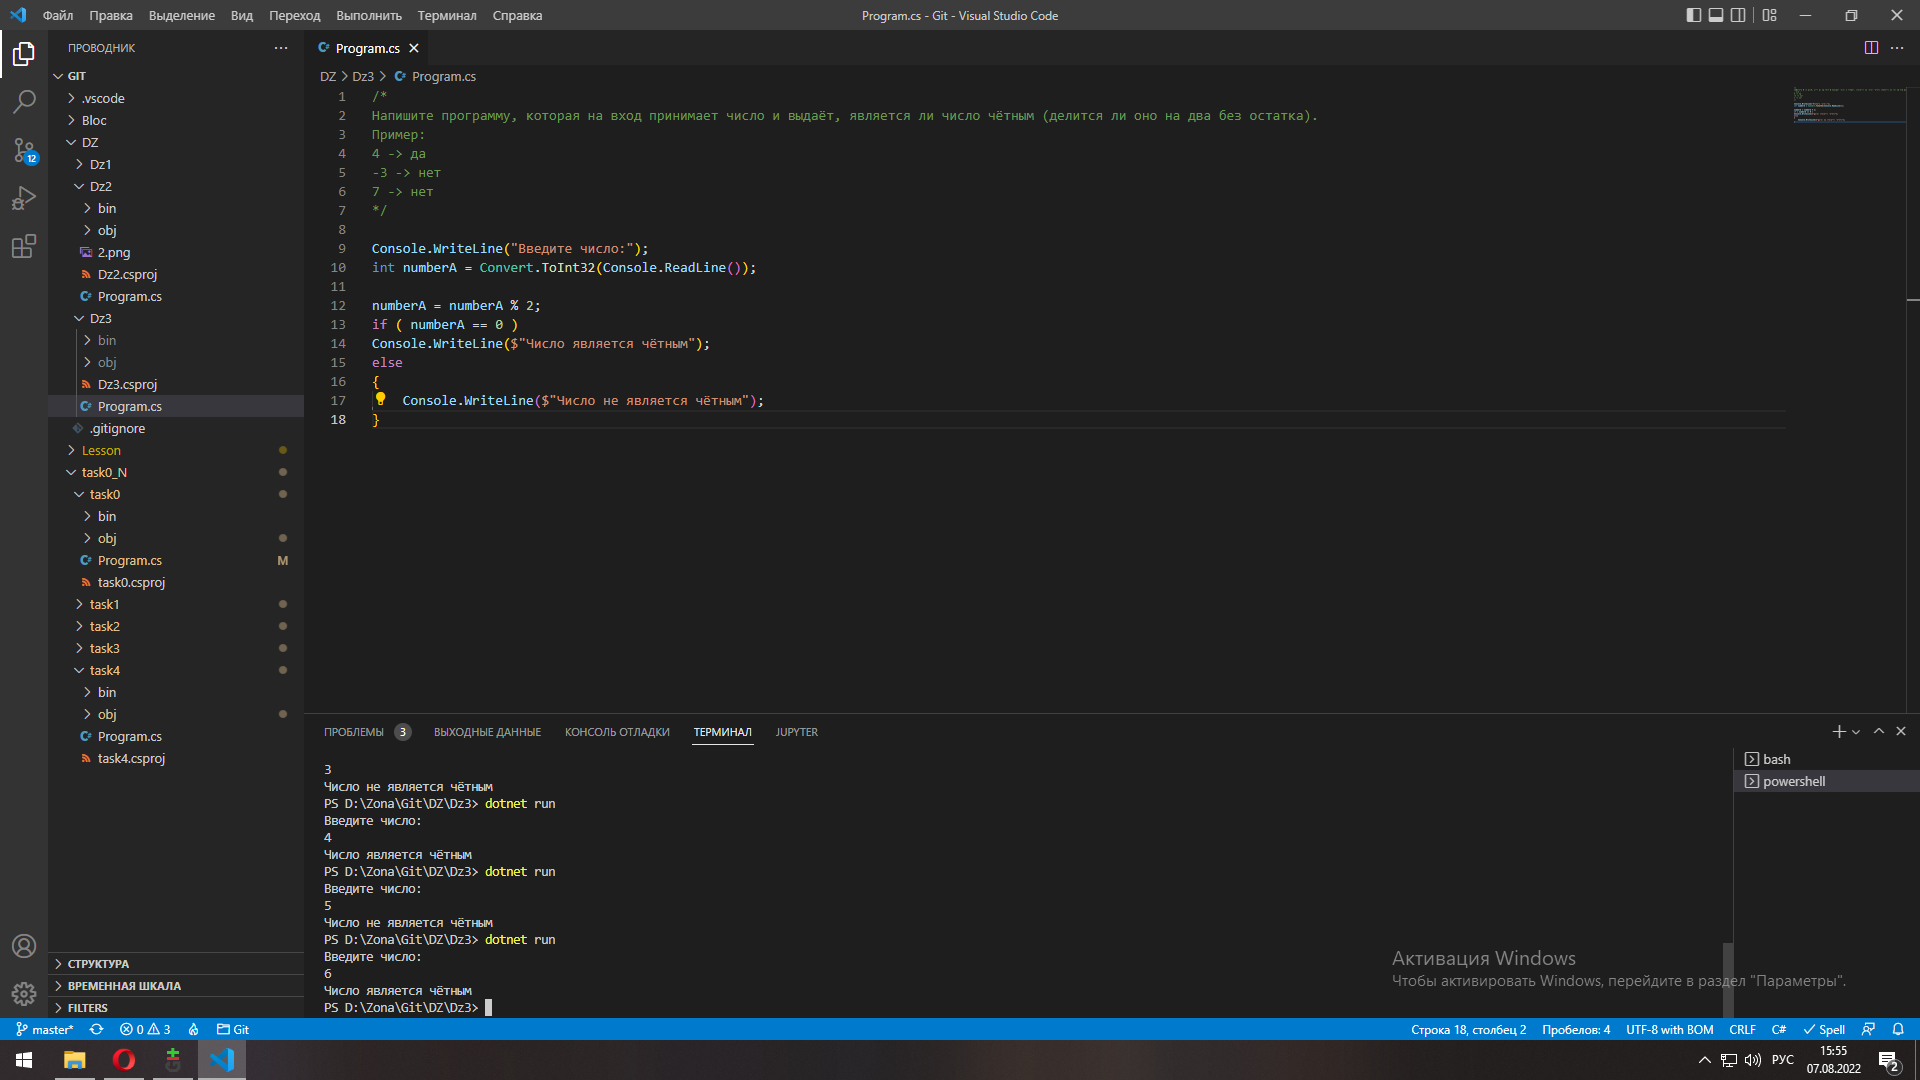 Файл Правка Выделение Вид Переход Выполнить Терминал Справка
Program.cs - Git - Visual Studio Code
ПРОВОДНИК
GIT
.vscode
Bloc
DZ
Dz1
Dz2
bin
obj
2.png
Dz2.csproj
C# Program.cs
Dz3
bin
obj
Dz3.csproj
C# Program.cs
.gitignore
Lesson
task0_N
task0
bin
obj
C# Program.cs M
task0.csproj
task1
task2
task3
task4
bin
obj
C# Program.cs
task4.csproj
СТРУКТУРА
ВРЕМЕННАЯ ШКАЛА
FILTERS
12
C# Program.cs
DZ > Dz3 > C# Program.cs
1 /*
2 Напишите программу, которая на вход принимает число и выдаёт, является ли число чётным (делится ли оно на два без остатка).
3 Пример:
4 4 -> да
5 -3 -> нет
6 7 -> нет
7 */
8
9 Console.WriteLine("Введите число:");
10 int numberA = Convert.ToInt32(Console.ReadLine());
11
12 numberA = numberA % 2;
13 if ( numberA == 0 )
14 Console.WriteLine($"Число является чётным");
15 else
16 {
17 Console.WriteLine($"Число не является чётным");
18 }
ПРОБЛЕМЫ 3 ВЫХОДНЫЕ ДАННЫЕ КОНСОЛЬ ОТЛАДКИ ТЕРМИНАЛ JUPYTER
3
Число не является чётным
PS D:\Zona\Git\DZ\Dz3> dotnet run
Введите число:
4
Число является чётным
PS D:\Zona\Git\DZ\Dz3> dotnet run
Введите число:
5
Число не является чётным
PS D:\Zona\Git\DZ\Dz3> dotnet run
Введите число:
6
Число является чётным
PS D:\Zona\Git\DZ\Dz3>
bash
powershell
Активация Windows
Чтобы активировать Windows, перейдите в раздел "Параметры".
master* 0 3 Git
Строка 18, столбец 2 Пробелов: 4 UTF-8 with BOM CRLF C# Spell
РУС
15:55
07.08.2022
2